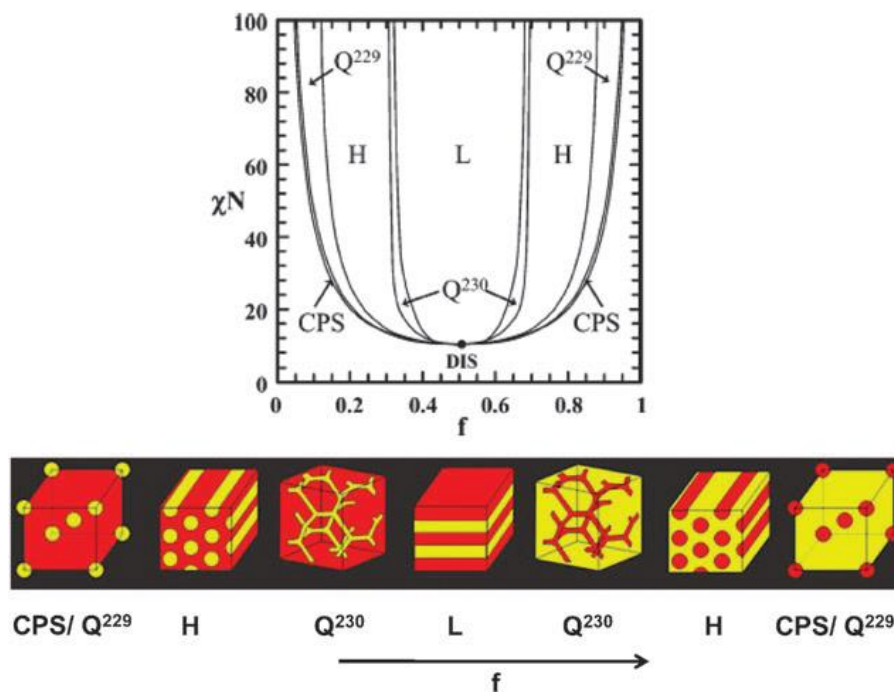 100
Q²²⁹ Q²²⁹
80
H L H
60
χN
40
Q²³⁰
20
CPS CPS
DIS
0
0 0.2 0.4 0.6 0.8 1
f
CPS/ Q²²⁹ H Q²³⁰ L Q²³⁰ H CPS/ Q²²⁹
f